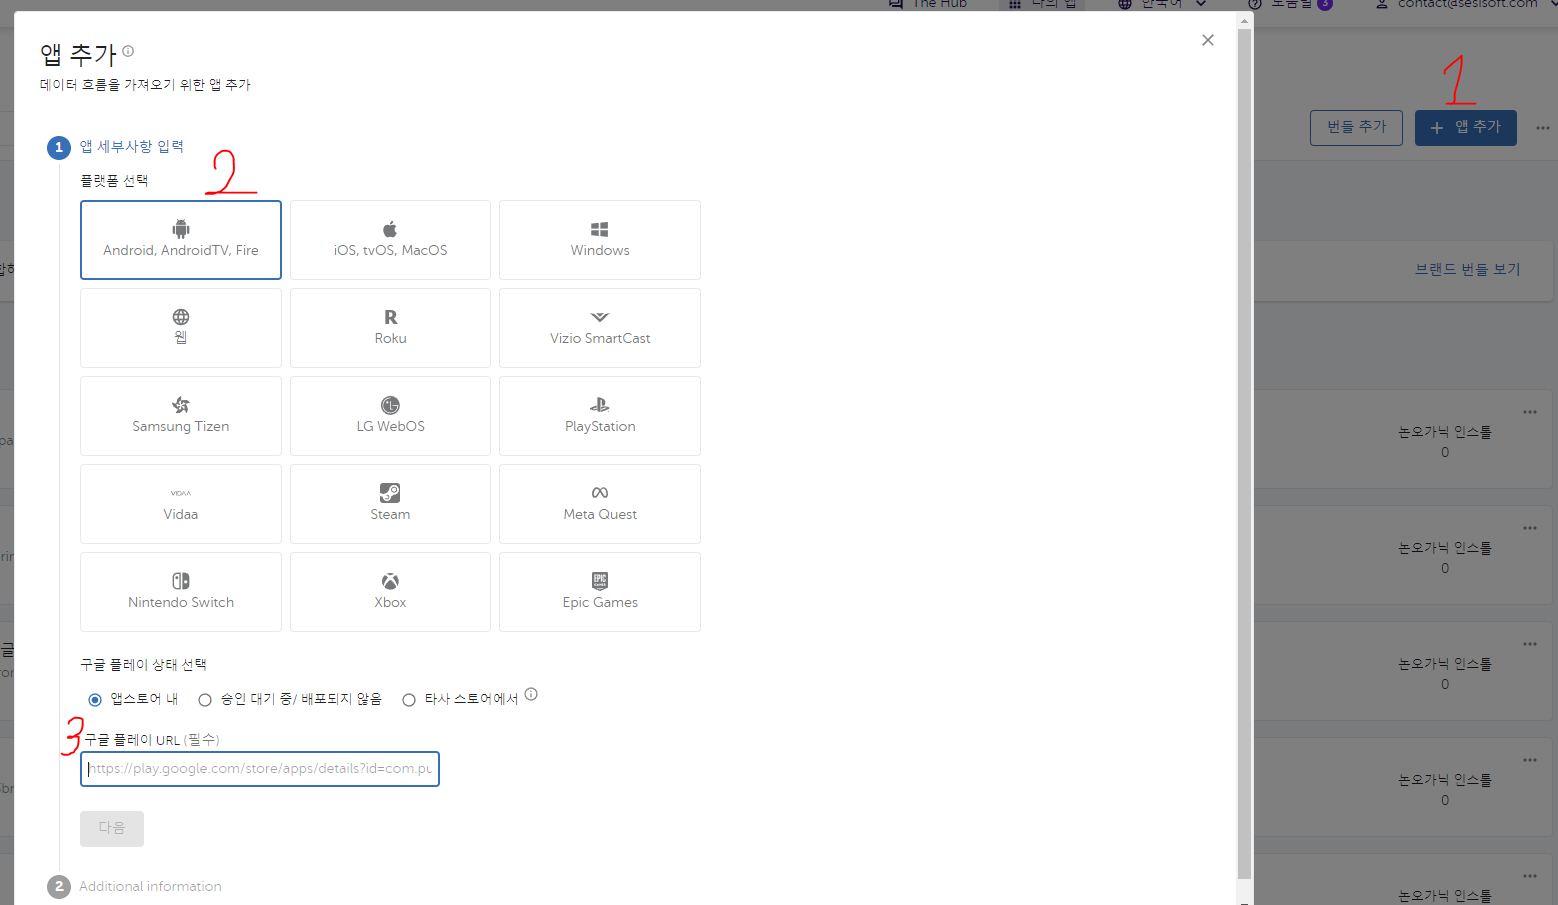 The Hub
나의 앱
한국어
도움말 3
contact@sesisoft.com
앱 추가
데이터 흐름을 가져오기 위한 앱 추가
1
번들 추가
+ 앱 추가
1 앱 세부사항 입력
2
플랫폼 선택
Android, AndroidTV, Fire
iOS, tvOS, MacOS
Windows
브랜드 번들 보기
웹
R
Roku
Vizio SmartCast
Samsung Tizen
LG WebOS
PlayStation
논오가닉 인스톨
0
VIDAA
Vidaa
Steam
Meta Quest
논오가닉 인스톨
0
Nintendo Switch
Xbox
EPIC GAMES
Epic Games
구글 플레이 상태 선택
논오가닉 인스톨
0
앱스토어 내
승인 대기 중/ 배포되지 않음
타사 스토어에서
3
구글 플레이 URL (필수)
https://play.google.com/store/apps/details?id=com.pu
논오가닉 인스톨
0
다음
2 Additional information
논오가닉 인스톨